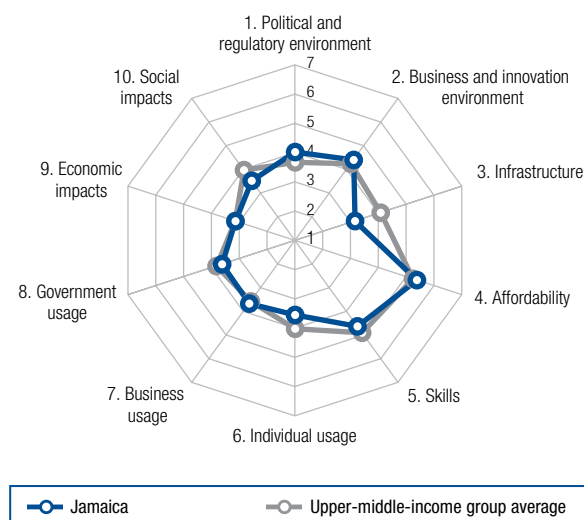 1. Political and
regulatory environment
2. Business and innovation
environment
3. Infrastructure
4. Affordability
5. Skills
6. Individual usage
7. Business
usage
8. Government
usage
9. Economic
impacts
10. Social
impacts
7
6
5
4
3
2
1
Jamaica
Upper-middle-income group average